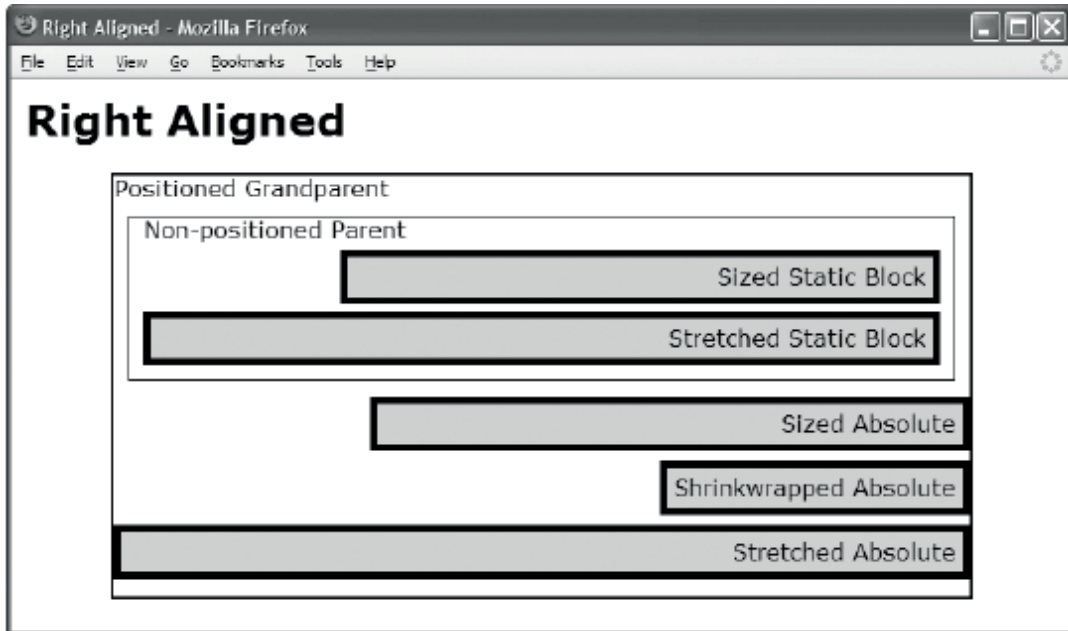 Right Aligned - Mozilla Firefox
File Edit View Go Bookmarks Tools Help
Right Aligned
Positioned Grandparent
Non-positioned Parent
Sized Static Block
Stretched Static Block
Sized Absolute
Shrinkwrapped Absolute
Stretched Absolute